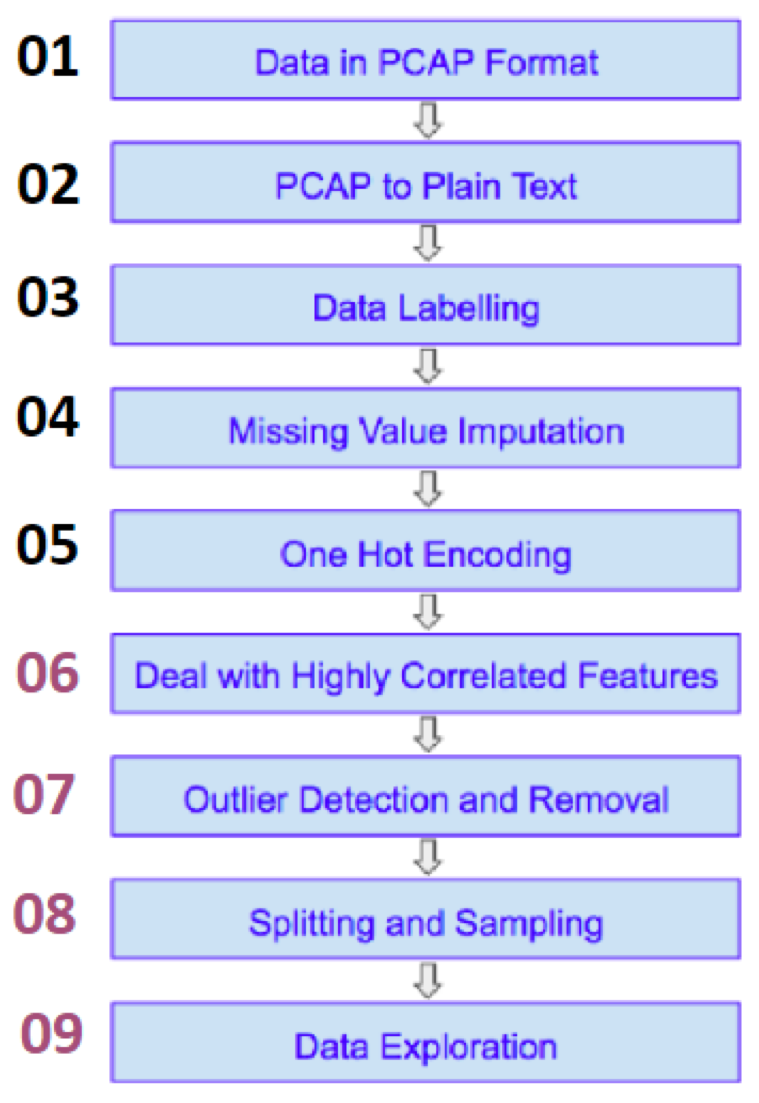 01 Data in PCAP Format
02 PCAP to Plain Text
03 Data Labelling
04 Missing Value Imputation
05 One Hot Encoding
06 Deal with Highly Correlated Features
07 Outlier Detection and Removal
08 Splitting and Sampling
09 Data Exploration